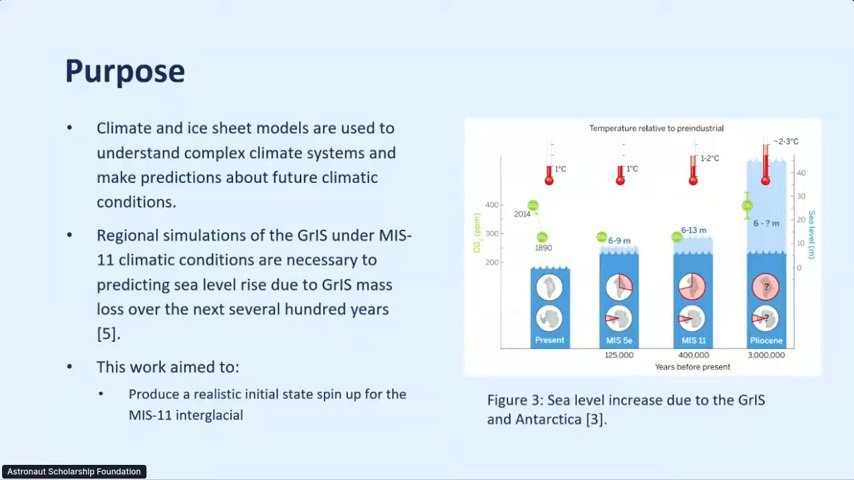 Purpose
• Climate and ice sheet models are used to
understand complex climate systems and
make predictions about future climatic
conditions.
• Regional simulations of the GrIS under MIS-
11 climatic conditions are necessary to
predicting sea level rise due to GrIS mass
loss over the next several hundred years
[5].
• This work aimed to:
• Produce a realistic initial state spin up for the
MIS-11 interglacial
Temperature relative to preindustrial
1°C
1°C
1-2°C
~2-3°C
CO₂ (ppm)
400
300
200
2014
1890
6-9 m
6-13 m
6 - ? m
40
30
20
10
0
Sea level (m)
?
?
Present
MIS 5e
MIS 11
Pliocene
125,000
400,000
3,000,000
Years before present
Figure 3: Sea level increase due to the GrIS
and Antarctica [3].
Astronaut Scholarship Foundation